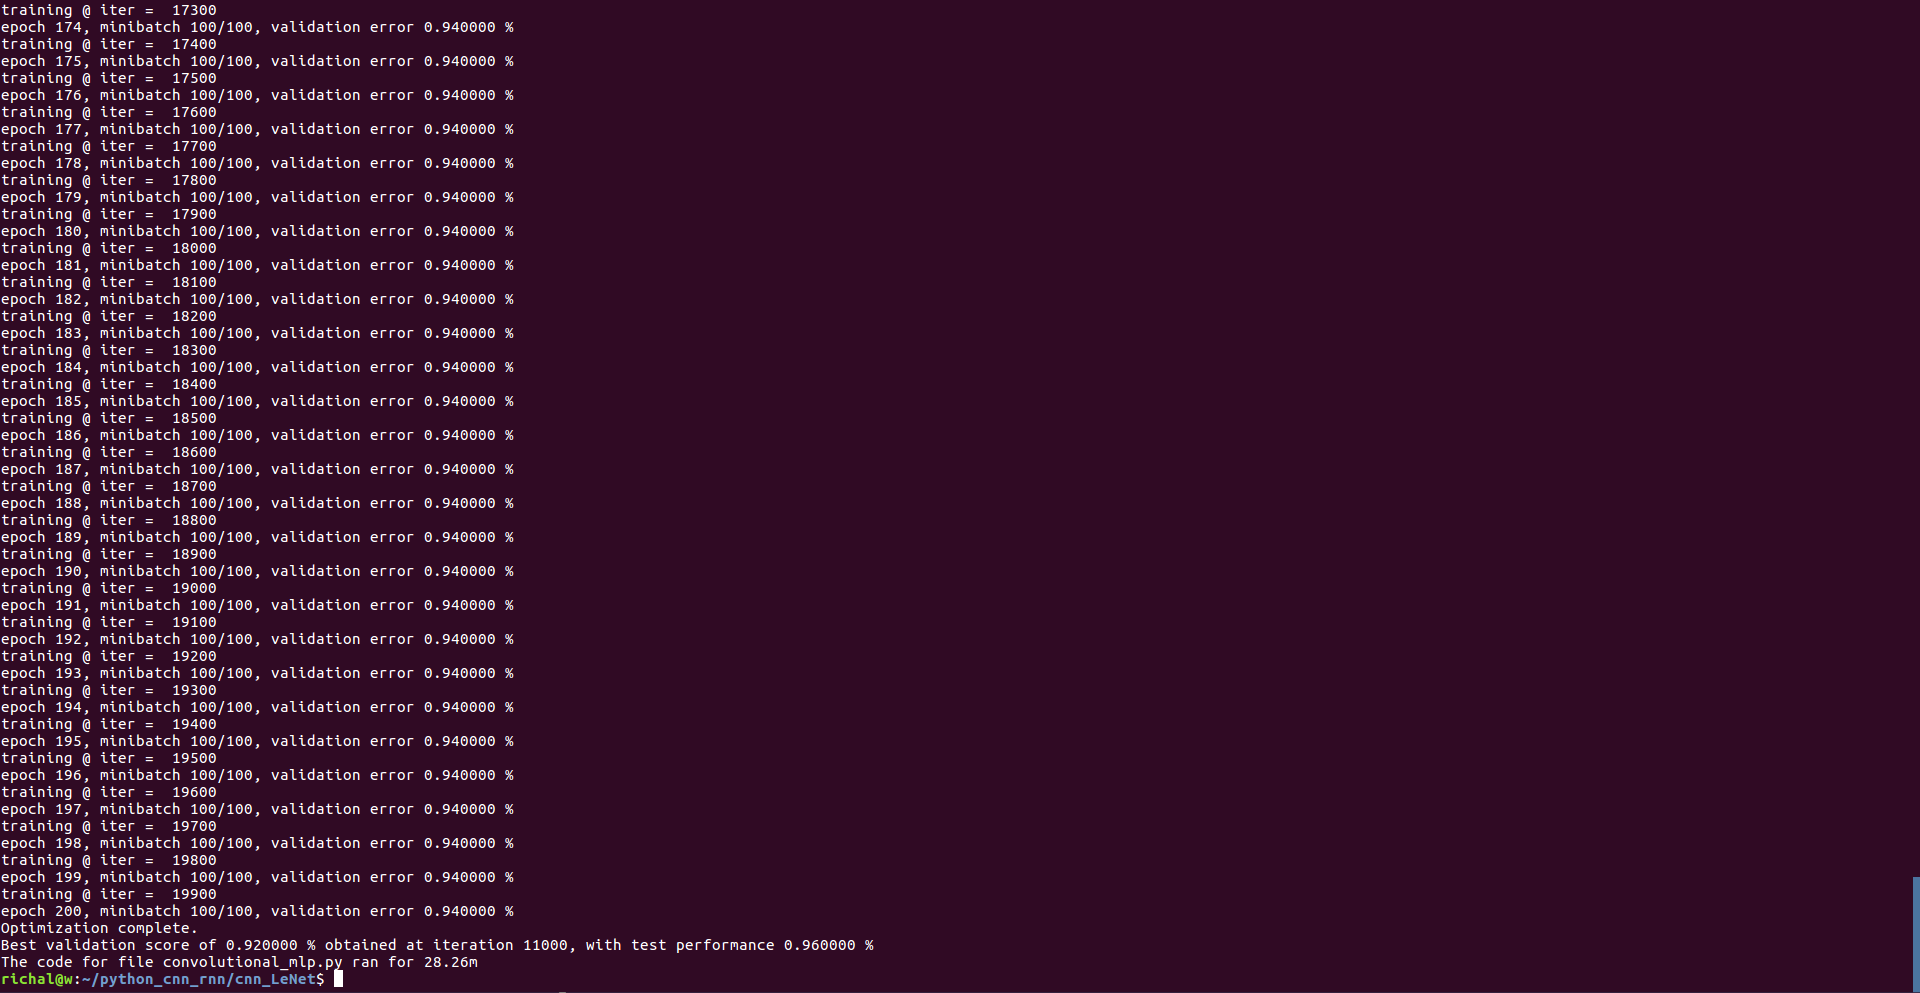 training @ iter =  17300
epoch 174, minibatch 100/100, validation error 0.940000 %
training @ iter =  17400
epoch 175, minibatch 100/100, validation error 0.940000 %
training @ iter =  17500
epoch 176, minibatch 100/100, validation error 0.940000 %
training @ iter =  17600
epoch 177, minibatch 100/100, validation error 0.940000 %
training @ iter =  17700
epoch 178, minibatch 100/100, validation error 0.940000 %
training @ iter =  17800
epoch 179, minibatch 100/100, validation error 0.940000 %
training @ iter =  17900
epoch 180, minibatch 100/100, validation error 0.940000 %
training @ iter =  18000
epoch 181, minibatch 100/100, validation error 0.940000 %
training @ iter =  18100
epoch 182, minibatch 100/100, validation error 0.940000 %
training @ iter =  18200
epoch 183, minibatch 100/100, validation error 0.940000 %
training @ iter =  18300
epoch 184, minibatch 100/100, validation error 0.940000 %
training @ iter =  18400
epoch 185, minibatch 100/100, validation error 0.940000 %
training @ iter =  18500
epoch 186, minibatch 100/100, validation error 0.940000 %
training @ iter =  18600
epoch 187, minibatch 100/100, validation error 0.940000 %
training @ iter =  18700
epoch 188, minibatch 100/100, validation error 0.940000 %
training @ iter =  18800
epoch 189, minibatch 100/100, validation error 0.940000 %
training @ iter =  18900
epoch 190, minibatch 100/100, validation error 0.940000 %
training @ iter =  19000
epoch 191, minibatch 100/100, validation error 0.940000 %
training @ iter =  19100
epoch 192, minibatch 100/100, validation error 0.940000 %
training @ iter =  19200
epoch 193, minibatch 100/100, validation error 0.940000 %
training @ iter =  19300
epoch 194, minibatch 100/100, validation error 0.940000 %
training @ iter =  19400
epoch 195, minibatch 100/100, validation error 0.940000 %
training @ iter =  19500
epoch 196, minibatch 100/100, validation error 0.940000 %
training @ iter =  19600
epoch 197, minibatch 100/100, validation error 0.940000 %
training @ iter =  19700
epoch 198, minibatch 100/100, validation error 0.940000 %
training @ iter =  19800
epoch 199, minibatch 100/100, validation error 0.940000 %
training @ iter =  19900
epoch 200, minibatch 100/100, validation error 0.940000 %
Optimization complete.
Best validation score of 0.920000 % obtained at iteration 11000, with test performance 0.960000 %
The code for file convolutional_mlp.py ran for 28.26m
richal@w:~/python_cnn_rnn/cnn_LeNet$